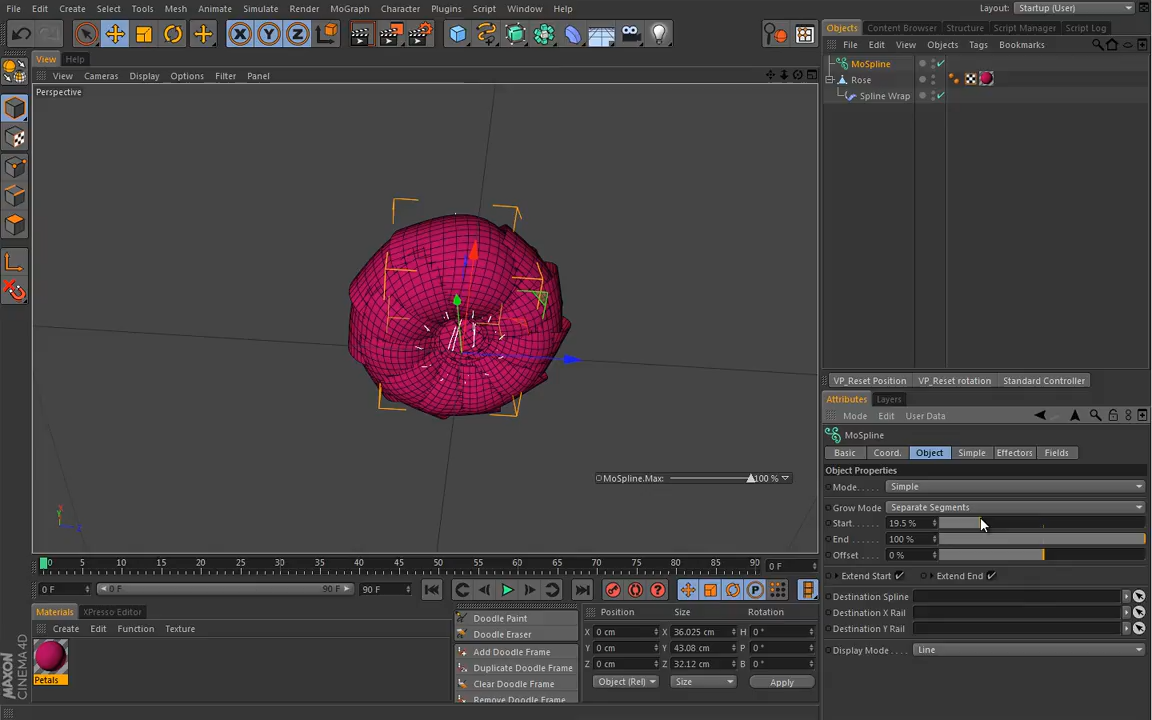 File Edit Create Select Tools Mesh Animate Simulate Render MoGraph Character Plugins Script Window Help
Layout: Startup (User)
Objects Content Browser Structure Script Manager Script Log
File Edit View Objects Tags Bookmarks
MoSpline
Rose
Spline Wrap
View Help
View Cameras Display Options Filter Panel
Perspective
X Y Z
MoSpline.Max: 100 %
VP_Reset Position VP_Reset rotation Standard Controller
Attributes Layers
Mode Edit User Data
MoSpline
Basic Coord. Object Simple Effectors Fields
Object Properties
Mode..... Simple
Grow Mode Separate Segments
Start...... 19.5 %
End...... 100 %
Offset.... 0 %
Extend Start Extend End
Destination Spline
Destination X Rail
Destination Y Rail
Display Mode.. Line
0 5 10 15 20 25 30 35 40 45 50 55 60 65 70 75 80 85 90 0 F
0 F 0 F 90 F 90 F
Materials XPresso Editor
Create Edit Function Texture
Petals
MAXON
CINEMA 4D
Doodle Paint
Doodle Eraser
Add Doodle Frame
Duplicate Doodle Frame
Clear Doodle Frame
Remove Doodle Frame
Position Size Rotation
X 0 cm X 36.025 cm H 0 °
Y 0 cm Y 43.08 cm P 0 °
Z 0 cm Z 32.12 cm B 0 °
Object (Rel) Size Apply